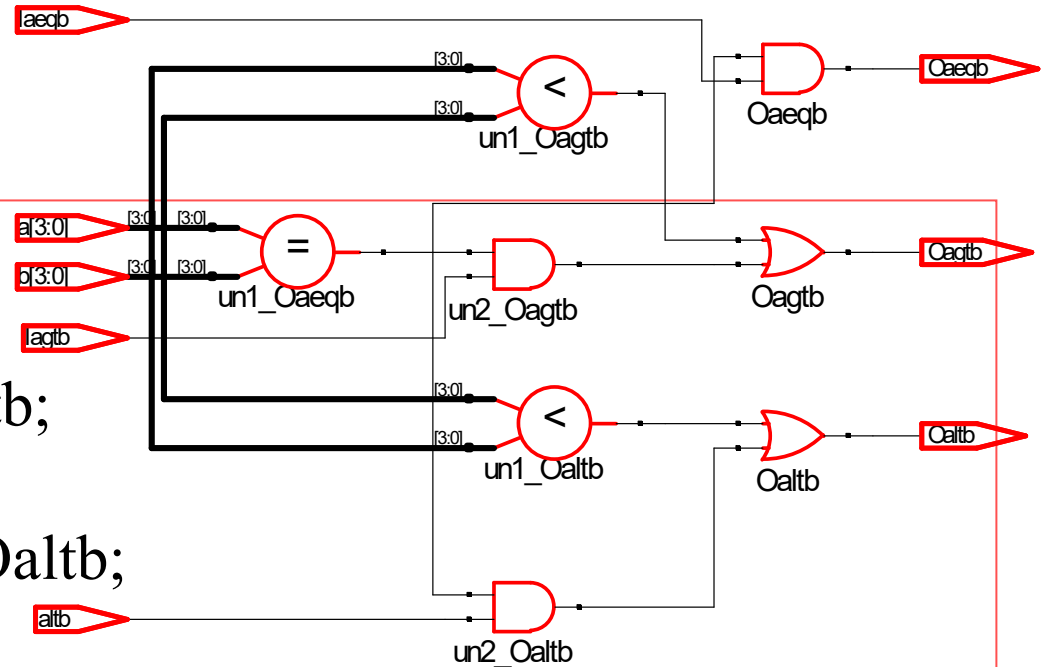 Iaeqb
[3:0]
<
Oaeqb
Oaeqb
[3:0]
un1_Oagtb
a[3:0]
[3:0]
[3:0]
=
Oagtb
b[3:0]
[3:0]
[3:0]
un1_Oaeqb
un2_Oagtb
Oagtb
Iagtb
[3:0]
tb;
<
Oaltb
[3:0]
un1_Oaltb
Oaltb
Oaltb;
altb
un2_Oaltb